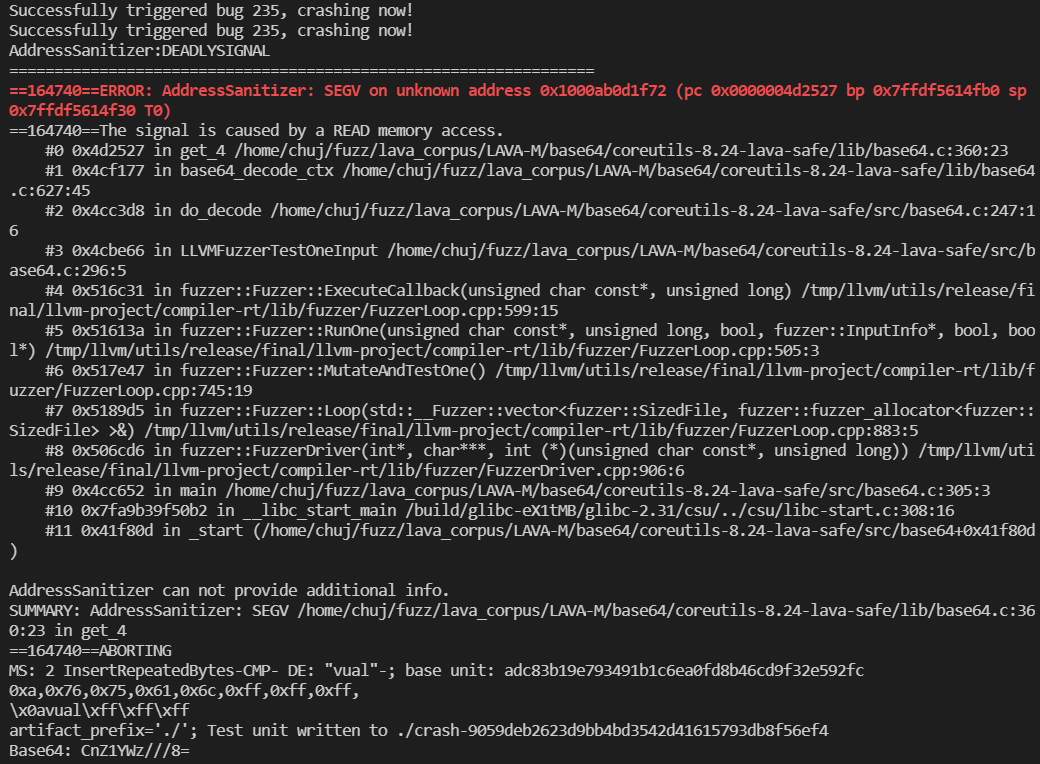 Successfully triggered bug 235, crashing now!
Successfully triggered bug 235, crashing now!
AddressSanitizer:DEADLYSIGNAL
=================================================================
==164740==ERROR: AddressSanitizer: SEGV on unknown address 0x1000ab0d1f72 (pc 0x0000004d2527 bp 0x7ffdf5614fb0 sp
0x7ffdf5614f30 T0)
==164740==The signal is caused by a READ memory access.
    #0 0x4d2527 in get_4 /home/chuj/fuzz/lava_corpus/LAVA-M/base64/coreutils-8.24-lava-safe/lib/base64.c:360:23
    #1 0x4cf177 in base64_decode_ctx /home/chuj/fuzz/lava_corpus/LAVA-M/base64/coreutils-8.24-lava-safe/lib/base64
.c:627:45
    #2 0x4cc3d8 in do_decode /home/chuj/fuzz/lava_corpus/LAVA-M/base64/coreutils-8.24-lava-safe/src/base64.c:247:1
6
    #3 0x4cbe66 in LLVMFuzzerTestOneInput /home/chuj/fuzz/lava_corpus/LAVA-M/base64/coreutils-8.24-lava-safe/src/b
ase64.c:296:5
    #4 0x516c31 in fuzzer::Fuzzer::ExecuteCallback(unsigned char const*, unsigned long) /tmp/llvm/utils/release/fi
nal/llvm-project/compiler-rt/lib/fuzzer/FuzzerLoop.cpp:599:15
    #5 0x51613a in fuzzer::Fuzzer::RunOne(unsigned char const*, unsigned long, bool, fuzzer::InputInfo*, bool, boo
l*) /tmp/llvm/utils/release/final/llvm-project/compiler-rt/lib/fuzzer/FuzzerLoop.cpp:505:3
    #6 0x517e47 in fuzzer::Fuzzer::MutateAndTestOne() /tmp/llvm/utils/release/final/llvm-project/compiler-rt/lib/f
uzzer/FuzzerLoop.cpp:745:19
    #7 0x5189d5 in fuzzer::Fuzzer::Loop(std::__Fuzzer::vector<fuzzer::SizedFile, fuzzer::fuzzer_allocator<fuzzer::
SizedFile> >&) /tmp/llvm/utils/release/final/llvm-project/compiler-rt/lib/fuzzer/FuzzerLoop.cpp:883:5
    #8 0x506cd6 in fuzzer::FuzzerDriver(int*, char***, int (*)(unsigned char const*, unsigned long)) /tmp/llvm/uti
ls/release/final/llvm-project/compiler-rt/lib/fuzzer/FuzzerDriver.cpp:906:6
    #9 0x4cc652 in main /home/chuj/fuzz/lava_corpus/LAVA-M/base64/coreutils-8.24-lava-safe/src/base64.c:305:3
    #10 0x7fa9b39f50b2 in __libc_start_main /build/glibc-eX1tMB/glibc-2.31/csu/../csu/libc-start.c:308:16
    #11 0x41f80d in _start (/home/chuj/fuzz/lava_corpus/LAVA-M/base64/coreutils-8.24-lava-safe/src/base64+0x41f80d
)

AddressSanitizer can not provide additional info.
SUMMARY: AddressSanitizer: SEGV /home/chuj/fuzz/lava_corpus/LAVA-M/base64/coreutils-8.24-lava-safe/lib/base64.c:36
0:23 in get_4
==164740==ABORTING
MS: 2 InsertRepeatedBytes-CMP- DE: "vual"-; base unit: adc83b19e793491b1c6ea0fd8b46cd9f32e592fc
0xa,0x76,0x75,0x61,0x6c,0xff,0xff,0xff,
\x0avual\xff\xff\xff
artifact_prefix='./'; Test unit written to ./crash-9059deb2623d9bb4bd3542d41615793db8f56ef4
Base64: CnZ1YWz///8=